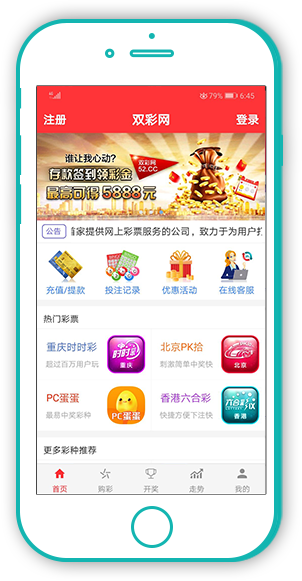 79% 6:45
注册 双彩网 登录
谁让我心动?
存款签到领彩金
最高可得5888元
双彩网
52.CC
公告 首家提供网上彩票服务的公司，致力于为用户打
充值/提款 投注记录 优惠活动 在线客服
热门彩票
重庆时时彩 北京PK拾
超过百万用户玩 刺激简单中奖快
时时彩 北京
PC蛋蛋 香港六合彩
最易中奖彩种 快捷方便下注快
PC蛋蛋 六合彩 香港
更多彩种推荐
首页 购彩 开奖 走势 我的